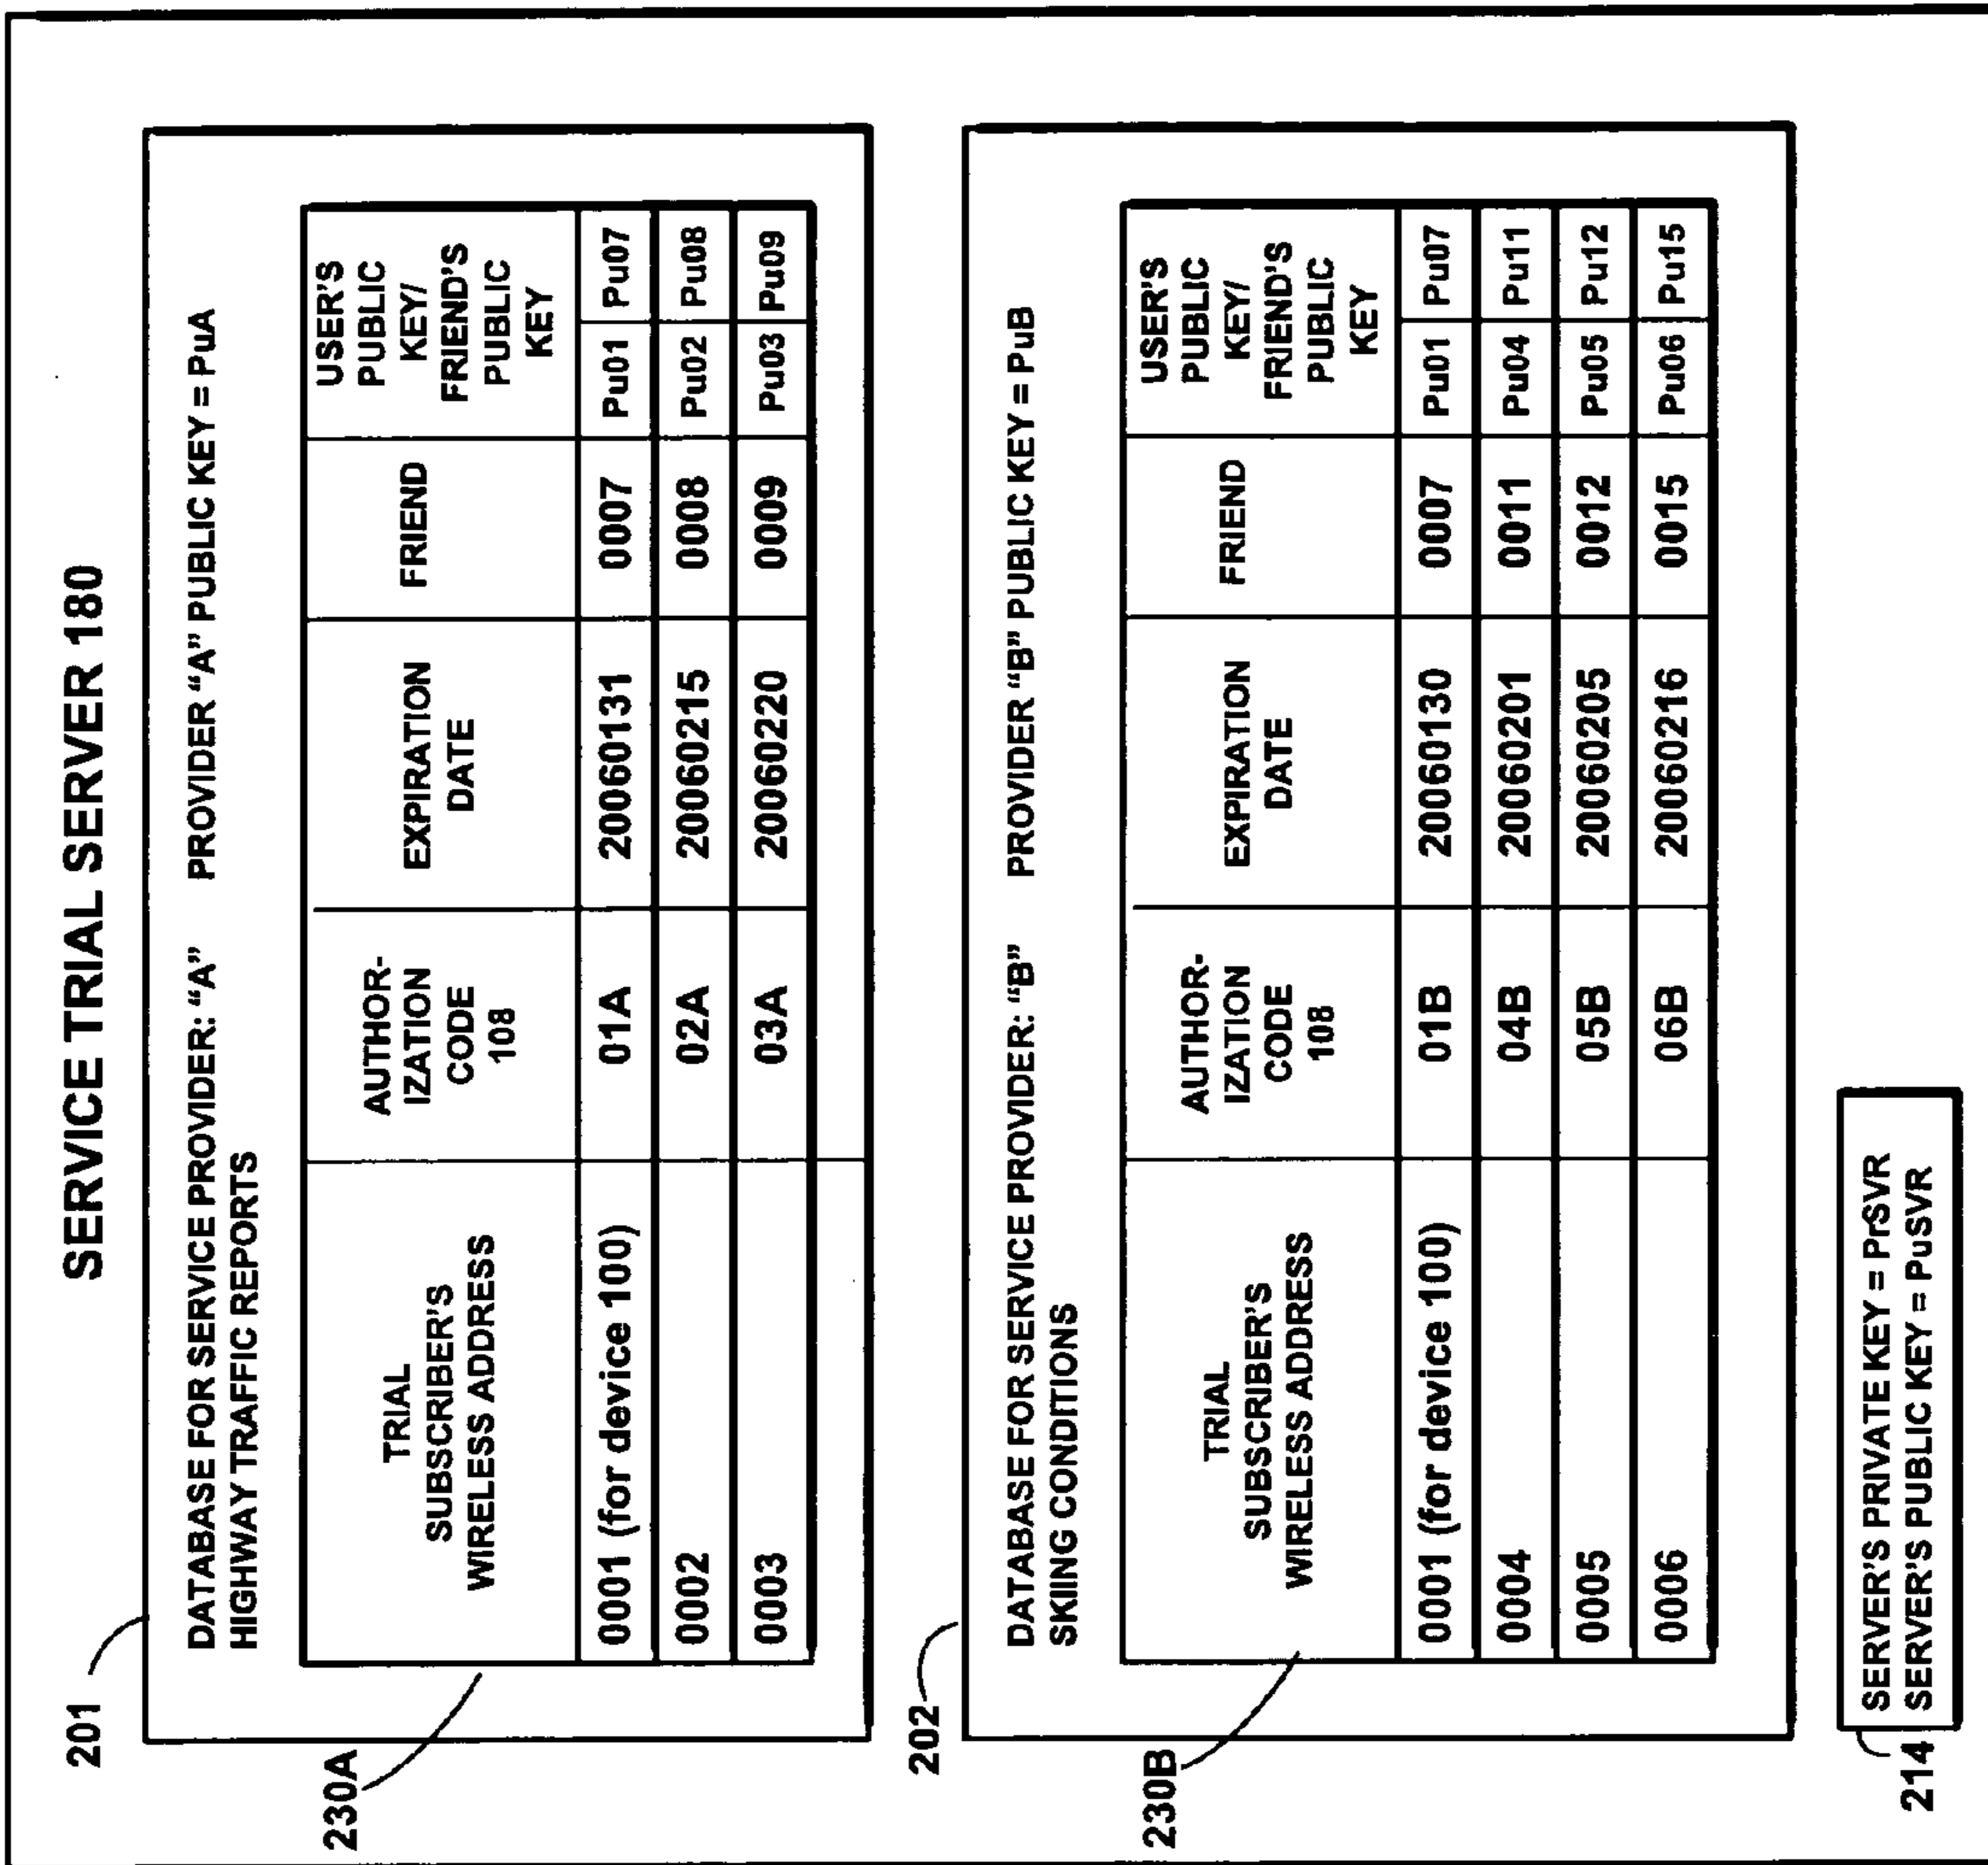 SERVICE TRIAL SERVER 180
201
DATABASE FOR SERVICE PROVIDER: "A" PROVIDER "A" PUBLIC KEY = PuA
HIGHWAY TRAFFIC REPORTS
230A
TRIAL
SUBSCRIBER'S
WIRELESS ADDRESS
AUTHOR-
IZATION
CODE
108
EXPIRATION
DATE
FRIEND
USER'S
PUBLIC
KEY/
FRIEND'S
PUBLIC
KEY
0001 (for device 100) 01A 20060131 0007 Pu01 Pu07
0002 02A 20060215 0008 Pu02 Pu08
0003 03A 20060220 0009 Pu03 Pu09
202
DATABASE FOR SERVICE PROVIDER: "B" PROVIDER "B" PUBLIC KEY = PuB
SKIING CONDITIONS
230B
TRIAL
SUBSCRIBER'S
WIRELESS ADDRESS
AUTHOR-
IZATION
CODE
108
EXPIRATION
DATE
FRIEND
USER'S
PUBLIC
KEY/
FRIEND'S
PUBLIC
KEY
0001 (for device 100) 01B 20060130 0007 Pu01 Pu07
0004 04B 20060201 0011 Pu04 Pu11
0005 05B 20060205 0012 Pu05 Pu12
0006 06B 20060216 0015 Pu06 Pu15
214
SERVER'S PRIVATE KEY = PrSVR
SERVER'S PUBLIC KEY = PuSVR